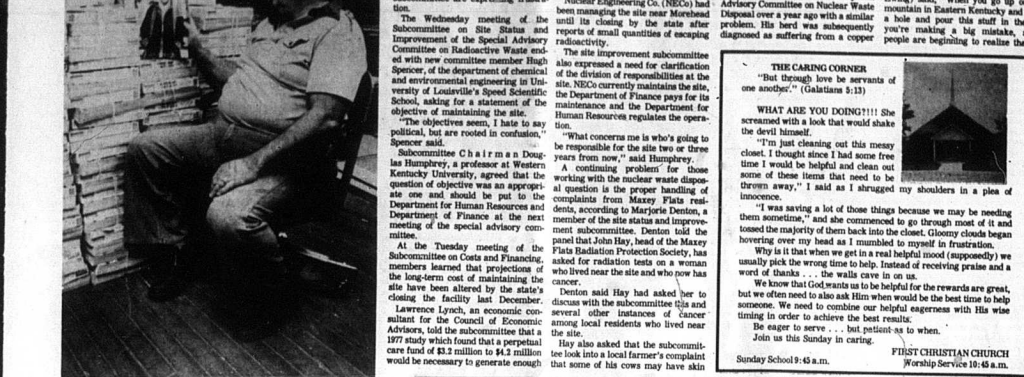 tion.
The Wednesday meeting of the
Subcommittee on Site Status and
Improvement of the Special Advisory
Committee on Radioactive Waste end-
ed with new committee member Hugh
Spencer, of the department of chemical
and environmental engineering in Uni-
versity of Louisville's Speed Scientific
School, asking for a statement of the
objective of maintaining the site.
"The objectives seem, I hate to say
political, but are rooted in confusion,"
Spencer said.
Subcommittee Chairman Doug-
las Humphrey, a professor at Western
Kentucky University, agreed that the
question of objective was an appropri-
ate one and should be put to the
Department for Human Resources and
Department of Finance at the next
meeting of the special advisory com-
mittee.
At the Tuesday meeting of the
Subcommittee on Costs and Financing,
members learned that projections of
the long-term cost of maintaining the
site have been altered by the state's
closing the facility last December.
Lawrence Lynch, an economic con-
sultant for the Council of Economic
Advisors, told the subcommittee that a
1977 study which found that a perpetual
care fund of $3.2 million to $4.2 million
would be necessary to generate enough
Nuclear Engineering Co. (NECo) had
been managing the site near Morehead
until its closing by the state after
reports of small quantities of escaping
radioactivity.
The site improvement subcommittee
also expressed a need for clarification
of the division of responsibilities at the
site. NECo currently maintains the site,
the Department of Finance pays for its
maintenance and the Department for
Human Resources regulates the opera-
tion.
"What concerns me is who's going to
be responsible for the site two or three
years from now," said Humphrey.
A continuing problem for those
working with the nuclear waste dispos-
al question is the proper handling of
complaints from Maxey Flats resi-
dents, according to Marjorie Denton, a
member of the site status and improve-
ment subcommittee. Denton told the
panel that John Hay, head of the Maxey
Flats Radiation Protection Society, has
asked for radiation tests on a woman
who lived near the site and who now has
cancer.
Denton said Hay had asked her to
discuss with the subcommittee this and
several other instances of cancer
among local residents who lived near
the site.
Hay also asked that the subcommit-
tee look into a local farmer's complaint
that some of his cows may have skin
Advisory Committee on Nuclear Waste
Disposal over a year ago with a similar
problem. His herd was subsequently
diagnosed as suffering from a copper
mountain in Eastern Kentucky and
a hole and pour this stuff in the
you're making a big mistake,
people are beginning to realize the
THE CARING CORNER
"But through love be servants of
one another." (Galatians 5:13)
WHAT ARE YOU DOING?!!! She
screamed with a look that would shake
the devil himself.
"I'm just cleaning out this messy
closet. I thought since I had some free
time I would be helpful and clean out
some of these items that need to be
thrown away," I said as I shrugged my shoulders in a plea of
innocence.
"I was saving a lot of those things because we may be needing
them sometime," and she commenced to go through most of it and
tossed the majority of them back into the closet. Gloomy clouds began
hovering over my head as I mumbled to myself in frustration.
Why is it that when we get in a real helpful mood (supposedly) we
usually pick the wrong time to help. Instead of receiving praise and a
word of thanks . . . the walls cave in on us.
We know that God wants us to be helpful for the rewards are great,
but we often need to also ask Him when would be the best time to help
someone. We need to combine our helpful eagerness with His wise
timing in order to achieve the best results.
Be eager to serve . . . but patient as to when.
Join us this Sunday in caring.
FIRST CHRISTIAN CHURCH
Sunday School 9:45 a.m. Worship Service 10:45 a.m.